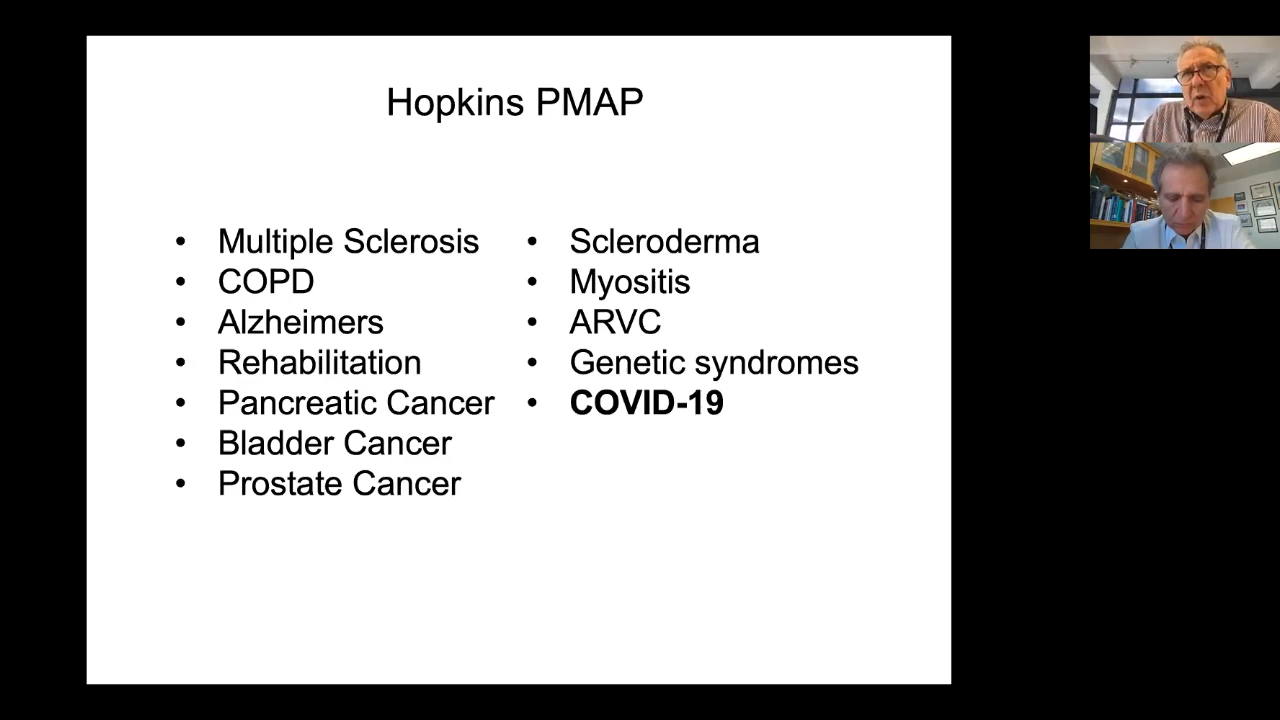 Hopkins PMAP
• Multiple Sclerosis
• COPD
• Alzheimers
• Rehabilitation
• Pancreatic Cancer
• Bladder Cancer
• Prostate Cancer
• Scleroderma
• Myositis
• ARVC
• Genetic syndromes
• COVID-19